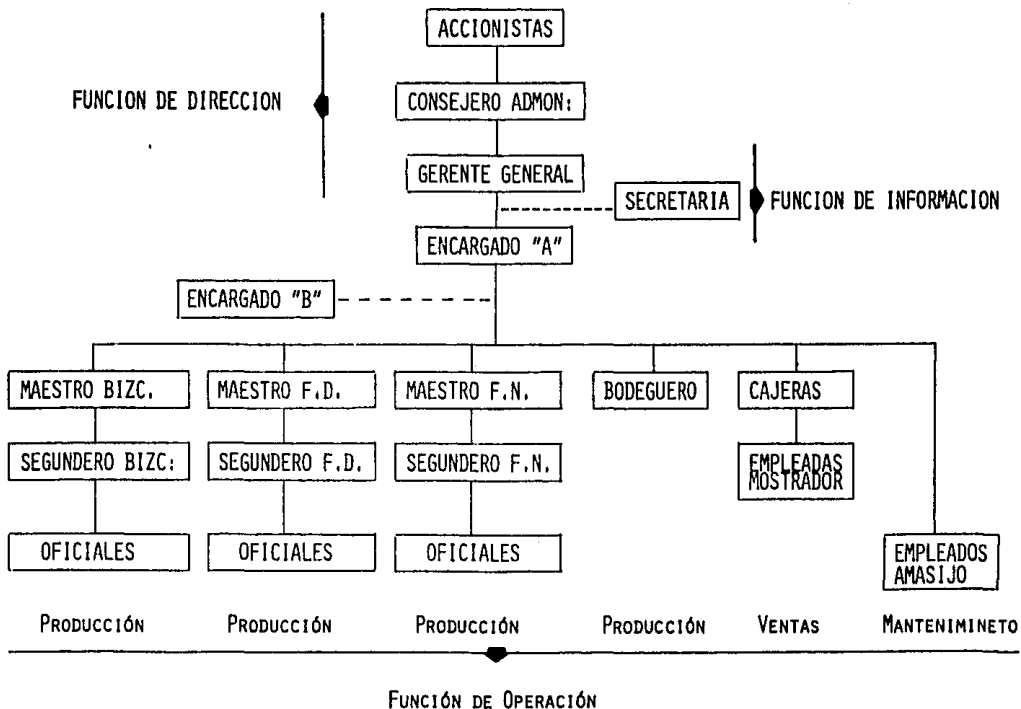 ACCIONISTAS
FUNCION DE DIRECCION
CONSEJERO ADMON:
GERENTE GENERAL
SECRETARIA
FUNCION DE INFORMACION
ENCARGADO "A"
ENCARGADO "B"
MAESTRO BIZC.
MAESTRO F.D.
MAESTRO F.N.
BODEGUERO
CAJERAS
SEGUNDERO BIZC:
SEGUNDERO F.D.
SEGUNDERO F.N.
EMPLEADAS
MOSTRADOR
OFICIALES
OFICIALES
OFICIALES
EMPLEADOS
AMASIJO
PRODUCCIÓN
PRODUCCIÓN
PRODUCCIÓN
PRODUCCIÓN
VENTAS
MANTENIMINETO
FUNCIÓN DE OPERACIÓN